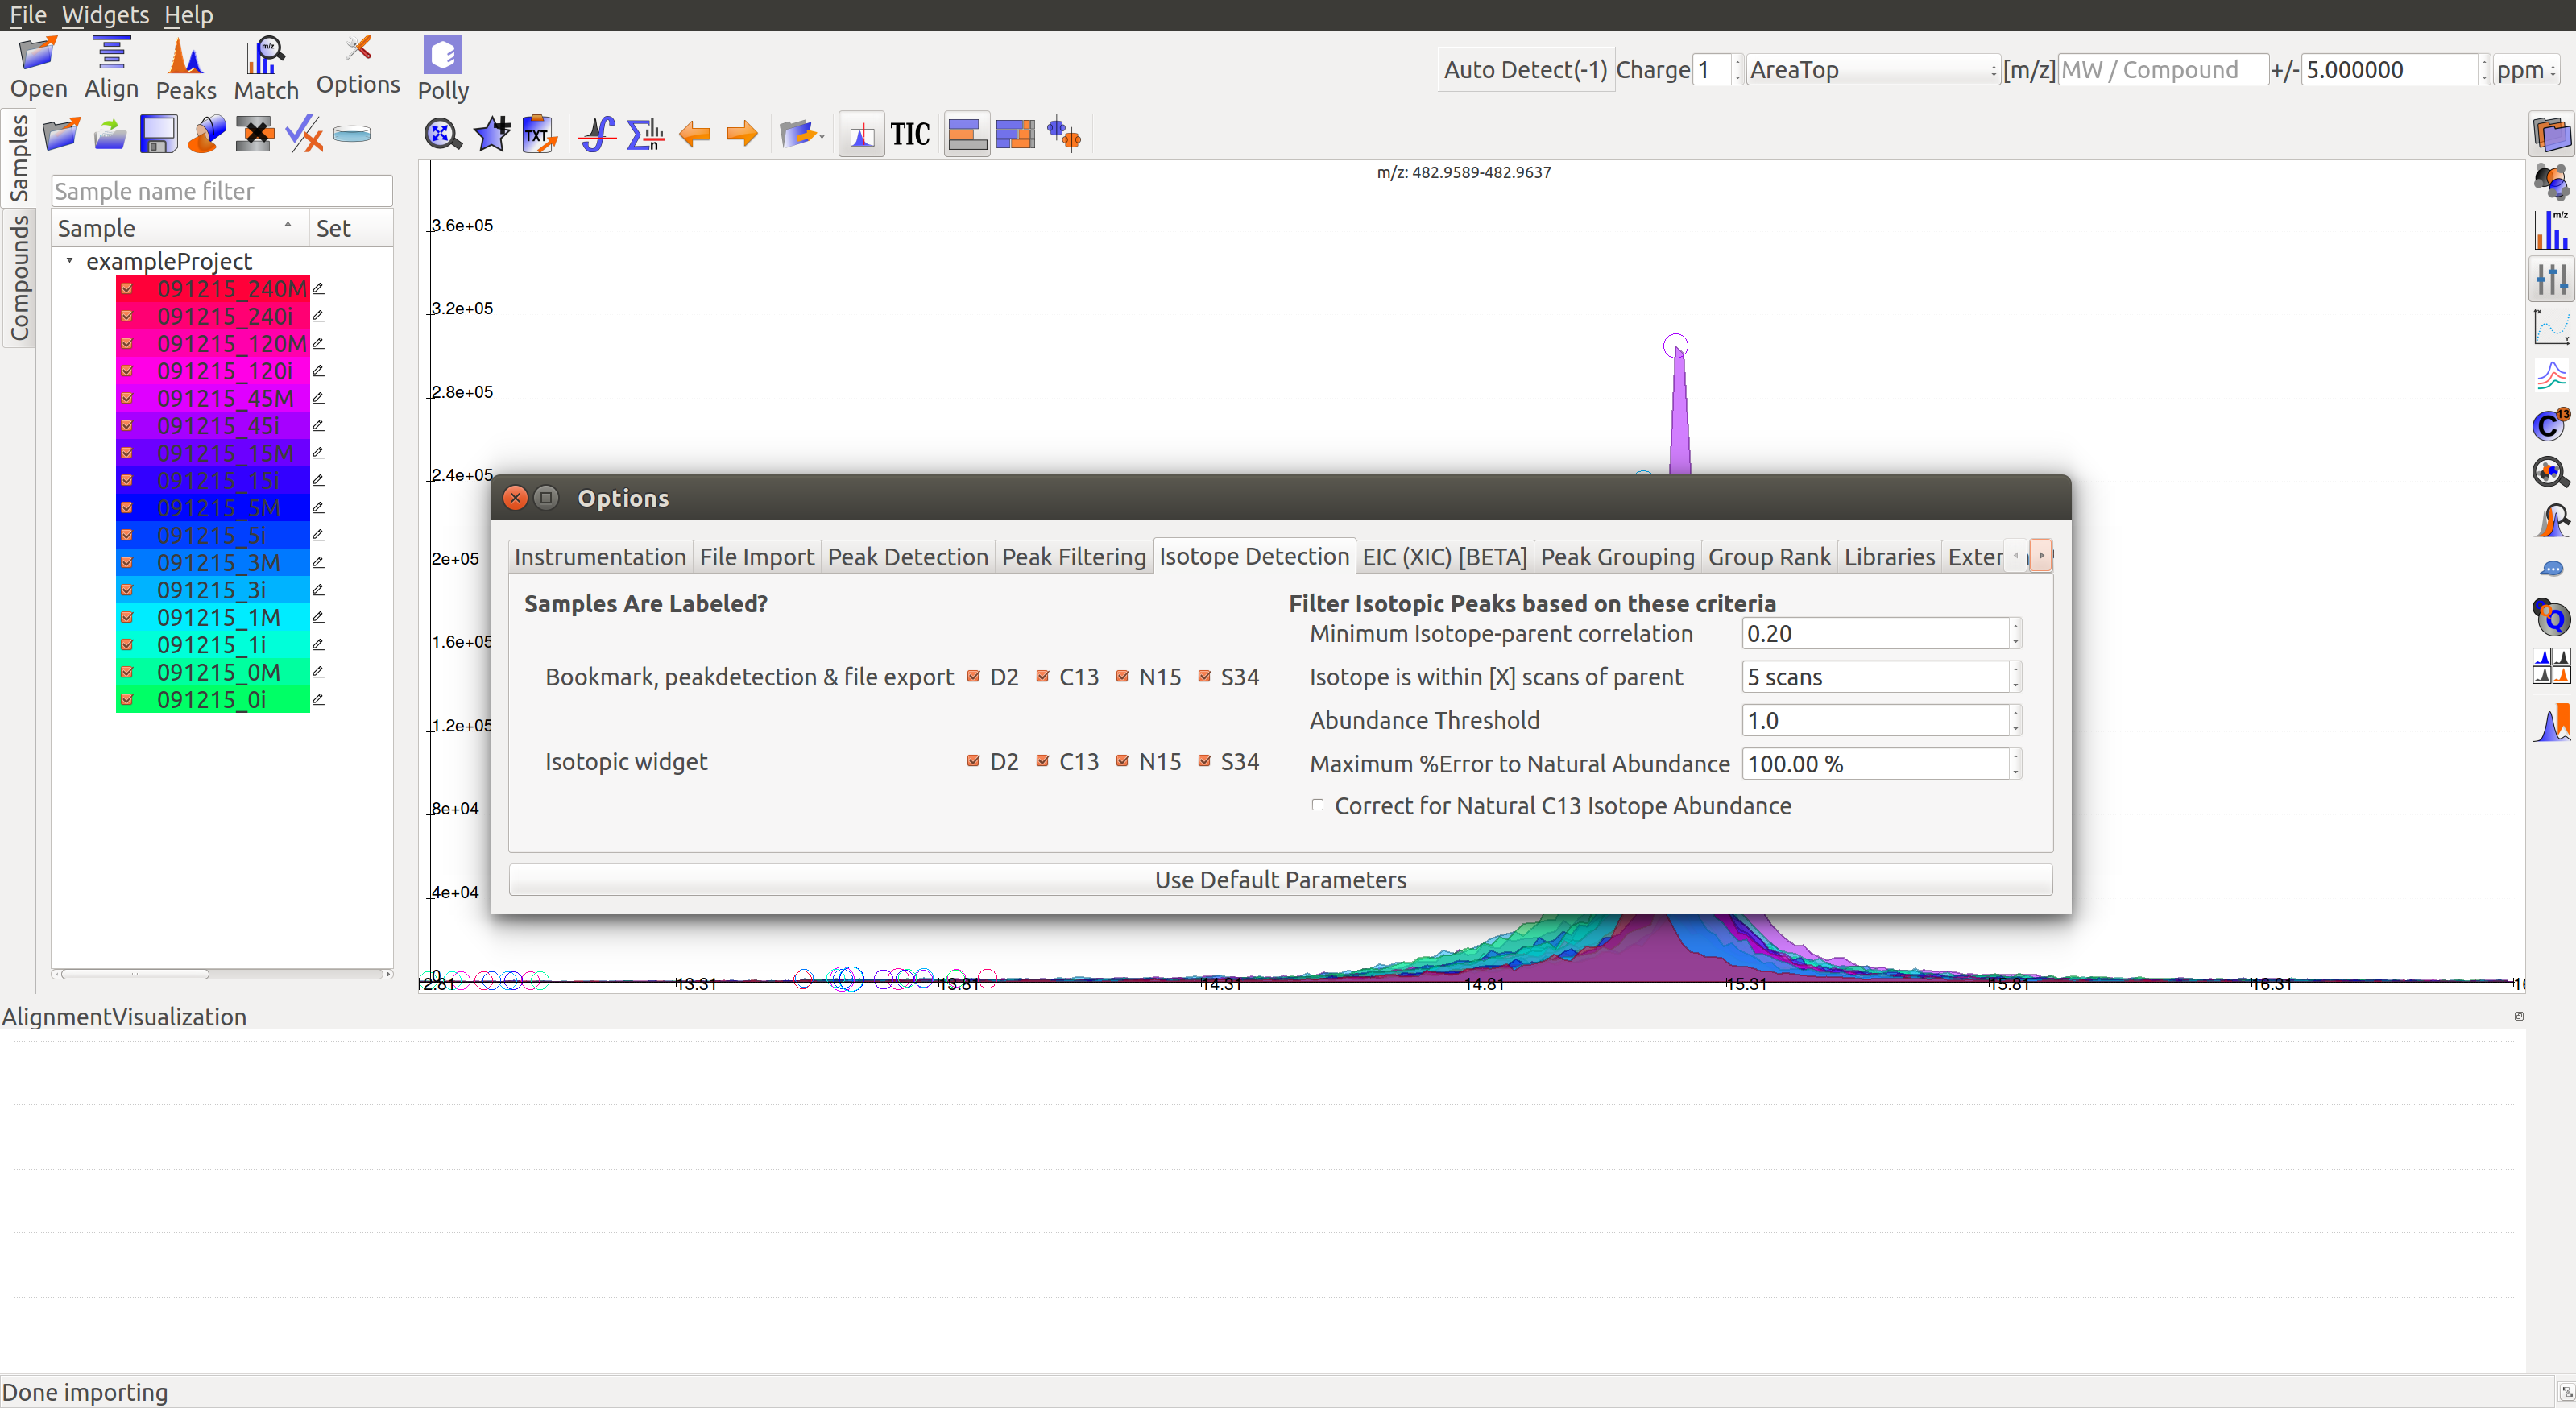 File Widgets Help
Open Align Peaks Match Options Polly
Auto Detect(-1) Charge 1 AreaTop [m/z] MW / Compound +/- 5.000000 ppm
Samples
Compounds
TXT
n
TIC
Sample name filter
Sample Set
exampleProject
091215_240M
091215_240i
091215_120M
091215_120i
091215_45M
091215_45i
091215_15M
091215_15i
091215_5M
091215_5i
091215_3M
091215_3i
091215_1M
091215_1i
091215_0M
091215_0i
m/z: 482.9589-482.9637
3.6e+05
3.2e+05
2.8e+05
2.4e+05
2e+05
1.6e+05
1.2e+05
8e+04
4e+04
0
12.81 13.31 13.81 14.31 14.81 15.31 15.81 16.31
Options
Instrumentation File Import Peak Detection Peak Filtering Isotope Detection EIC (XIC) [BETA] Peak Grouping Group Rank Libraries Exter
Samples Are Labeled?
Bookmark, peakdetection & file export D2 C13 N15 S34
Isotopic widget D2 C13 N15 S34
Filter Isotopic Peaks based on these criteria
Minimum Isotope-parent correlation 0.20
Isotope is within [X] scans of parent 5 scans
Abundance Threshold 1.0
Maximum %Error to Natural Abundance 100.00 %
Correct for Natural C13 Isotope Abundance
Use Default Parameters
m/z
C 13
Q
AlignmentVisualization
Done importing